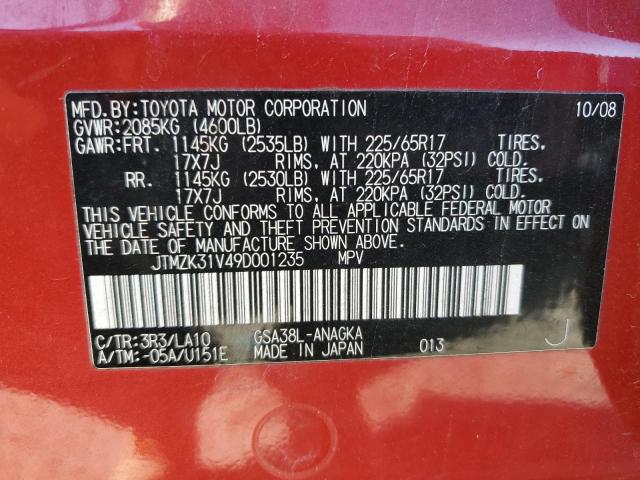 MFD.BY:TOYOTA MOTOR CORPORATION 10/08
GVWR:2085KG (4600LB)
GAWR:FRT. 1145KG (2535LB) WITH 225/65R17 TIRES.
17X7J RIMS, AT 220KPA (32PSI) COLD.
RR. 1145KG (2530LB) WITH 225/65R17 TIRES.
17X7J RIMS, AT 220KPA (32PSI) COLD.
THIS VEHICLE CONFORMS TO ALL APPLICABLE FEDERAL MOTOR
VEHICLE SAFETY AND THEFT PREVENTION STANDARDS IN EFFECT ON
THE DATE OF MANUFACTURE SHOWN ABOVE.
JTMZK31V49D001235 MPV
C/TR:3R3/LA10 GSA38L-ANAGKA
A/TM:-05A/U151E MADE IN JAPAN 013 J